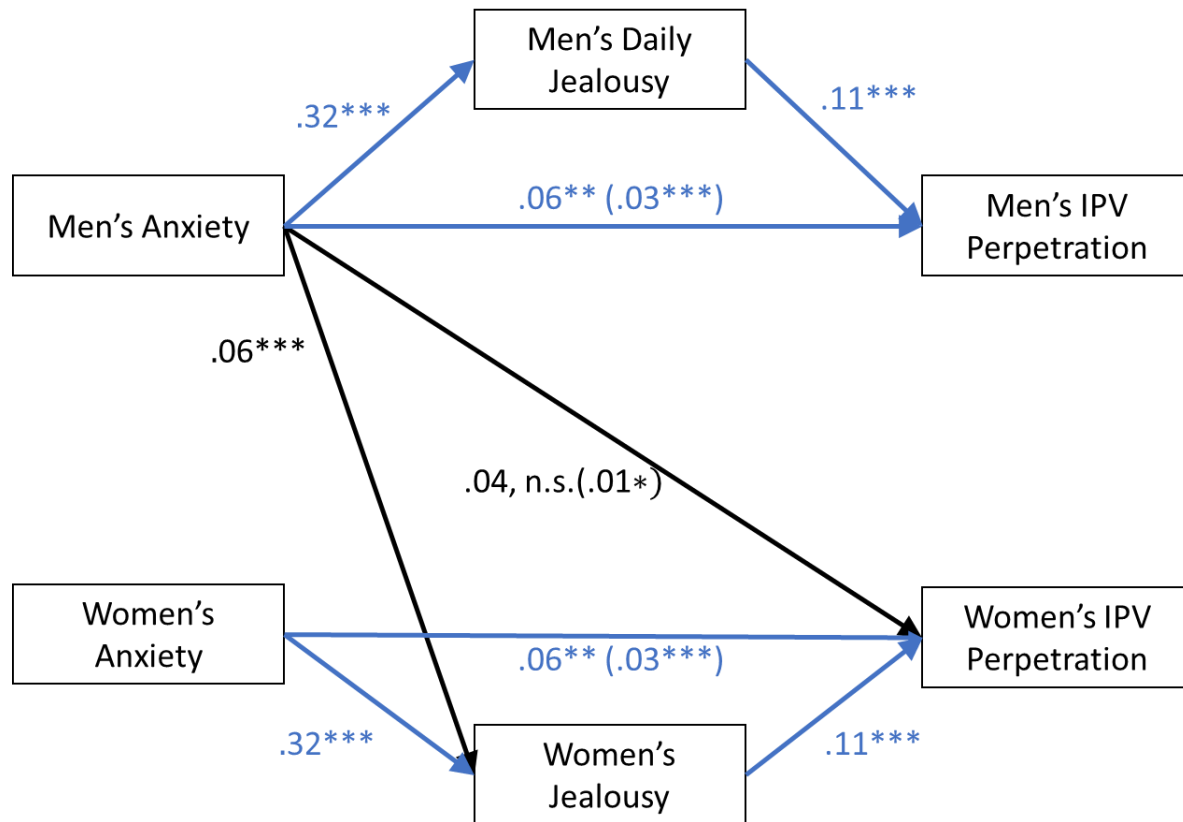 Men’s Daily
Jealousy
.32***
.11***
Men’s Anxiety
.06** (.03***)
Men’s IPV
Perpetration
.06***
.04, n.s.(.01*)
Women’s
Anxiety
.06** (.03***)
Women’s IPV
Perpetration
.32***
Women’s
Jealousy
.11***